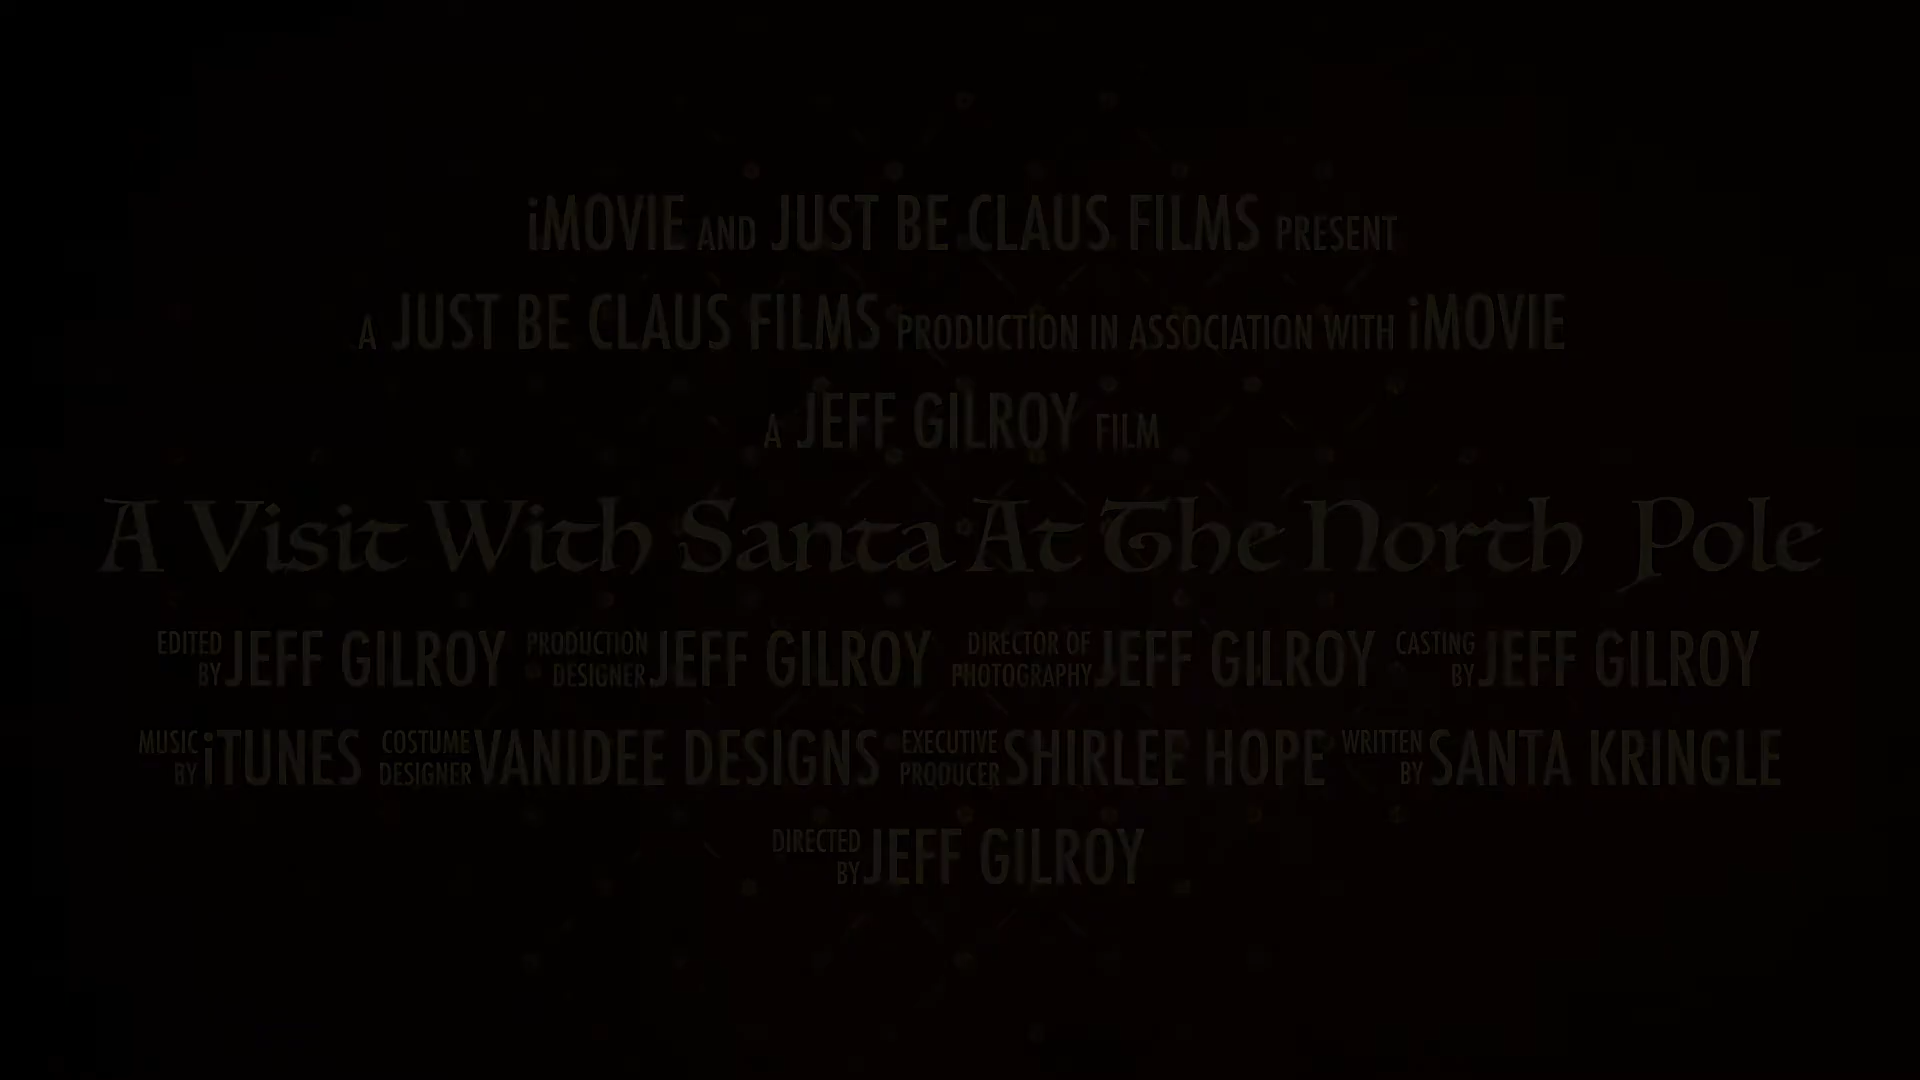 iMOVIE AND JUST BE CLAUS FILMS PRESENT
A JUST BE CLAUS FILMS PRODUCTION IN ASSOCIATION WITH iMOVIE
A JEFF GILROY FILM
A Visit With Santa At The North Pole
EDITED BY JEFF GILROY PRODUCTION DESIGNER JEFF GILROY DIRECTOR OF PHOTOGRAPHY JEFF GILROY CASTING BY JEFF GILROY
MUSIC BY iTUNES COSTUME DESIGNER VANIDEE DESIGNS EXECUTIVE PRODUCER SHIRLEE HOPE WRITTEN BY SANTA KRINGLE
DIRECTED BY JEFF GILROY